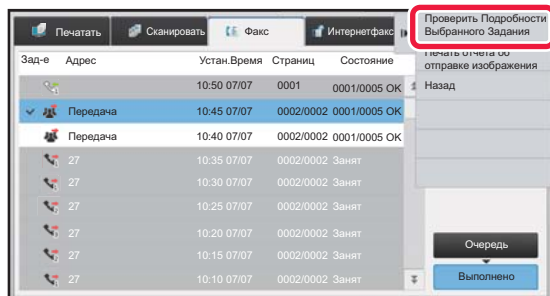 Печатать Сканировать Факс Интернетфакс
Проверить Подробности
Выбранного Задания
Печать отчета об
отправке изображения
Назад
Зад-е Адрес Устан.Время Страниц Состояние
10:50 07/07 0001 0001/0005 OK
Передача 10:45 07/07 0002/0002 0001/0005 OK
Передача 10:40 07/07 0002/0002 0001/0005 OK
27 10:35 07/07 0002/0002 Занят
27 10:30 07/07 0002/0002 Занят
27 10:25 07/07 0002/0002 Занят
27 10:20 07/07 0002/0002 Занят
27 10:15 07/07 0002/0002 Занят
27 10:10 07/07 0002/0002 Занят
Очередь
Выполнено